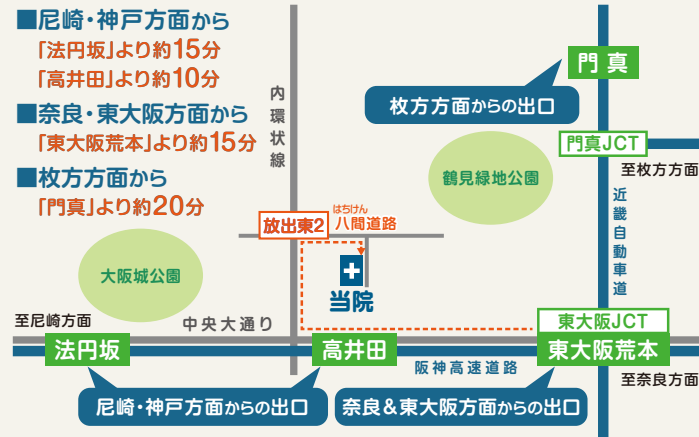 ■尼崎・神戸方面から
「法円坂」より約15分
「高井田」より約10分
■奈良・東大阪方面から
「東大阪荒本」より約15分
■枚方方面から
「門真」より約20分
内環状線
門真
枚方方面からの出口
門真JCT
至枚方方面
鶴見緑地公園
近畿自動車道
はちけん
放出東2
八間道路
大阪城公園
当院
至尼崎方面
中央大通り
東大阪JCT
法円坂
高井田
東大阪荒本
阪神高速道路
至奈良方面
尼崎・神戸方面からの出口
奈良&東大阪方面からの出口